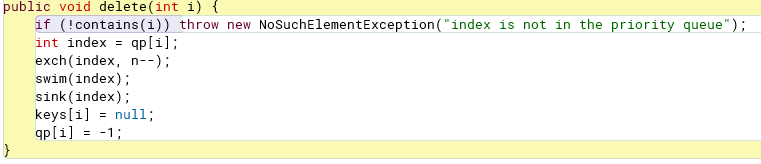 public void delete(int i) {
if (!contains(i)) throw new NoSuchElementException("index is not in the priority queue");
int index = qp[i];
exch(index, n--);
swim(index);
sink(index);
keys[i] = null;
qp[i] = -1;
}